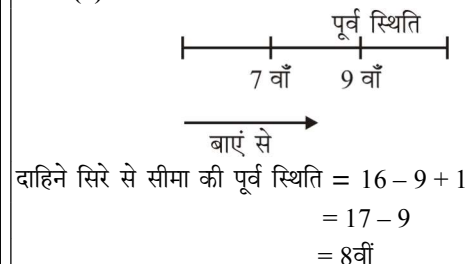 पूर्व स्थिति
7 वाँ 9 वाँ
बाएं से
दाहिने सिरे से सीमा की पूर्व स्थिति = 16 – 9 + 1
= 17 – 9
= 8वीं